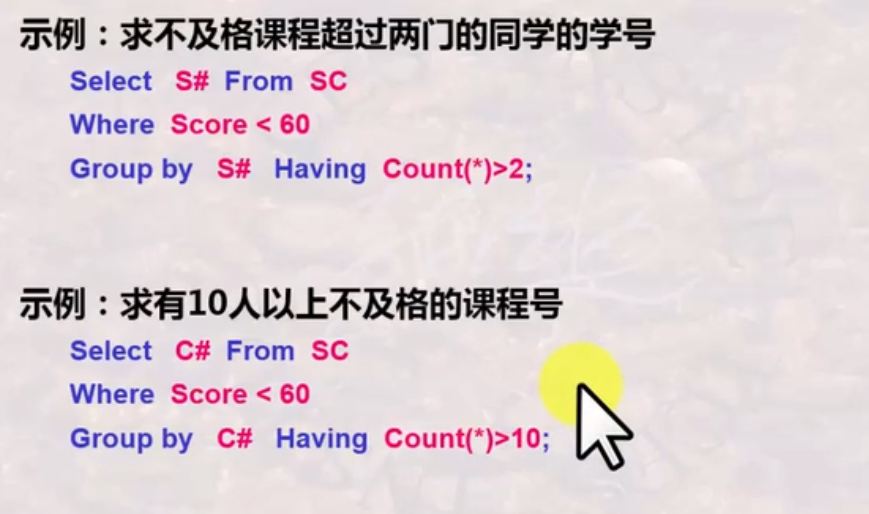 示例：求不及格课程超过两门的同学的学号
Select S# From SC
Where Score < 60
Group by S# Having Count(*)>2;
示例：求有10人以上不及格的课程号
Select C# From SC
Where Score < 60
Group by C# Having Count(*)>10;